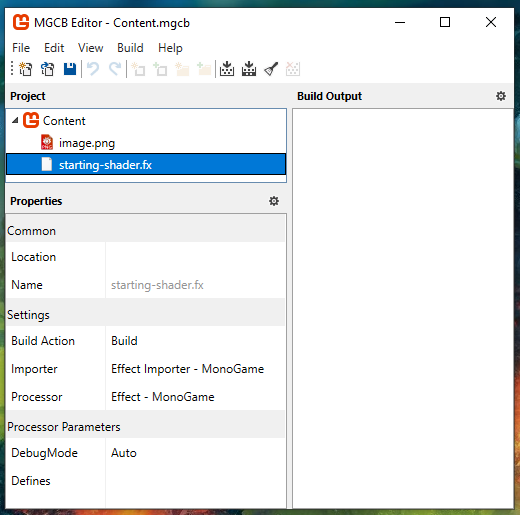 MGCB Editor - Content.mgcb
File Edit View Build Help
Project
Content
image.png
starting-shader.fx
Properties
Common
Location
Name starting-shader.fx
Settings
Build Action Build
Importer Effect Importer - MonoGame
Processor Effect - MonoGame
Processor Parameters
DebugMode Auto
Defines
Build Output